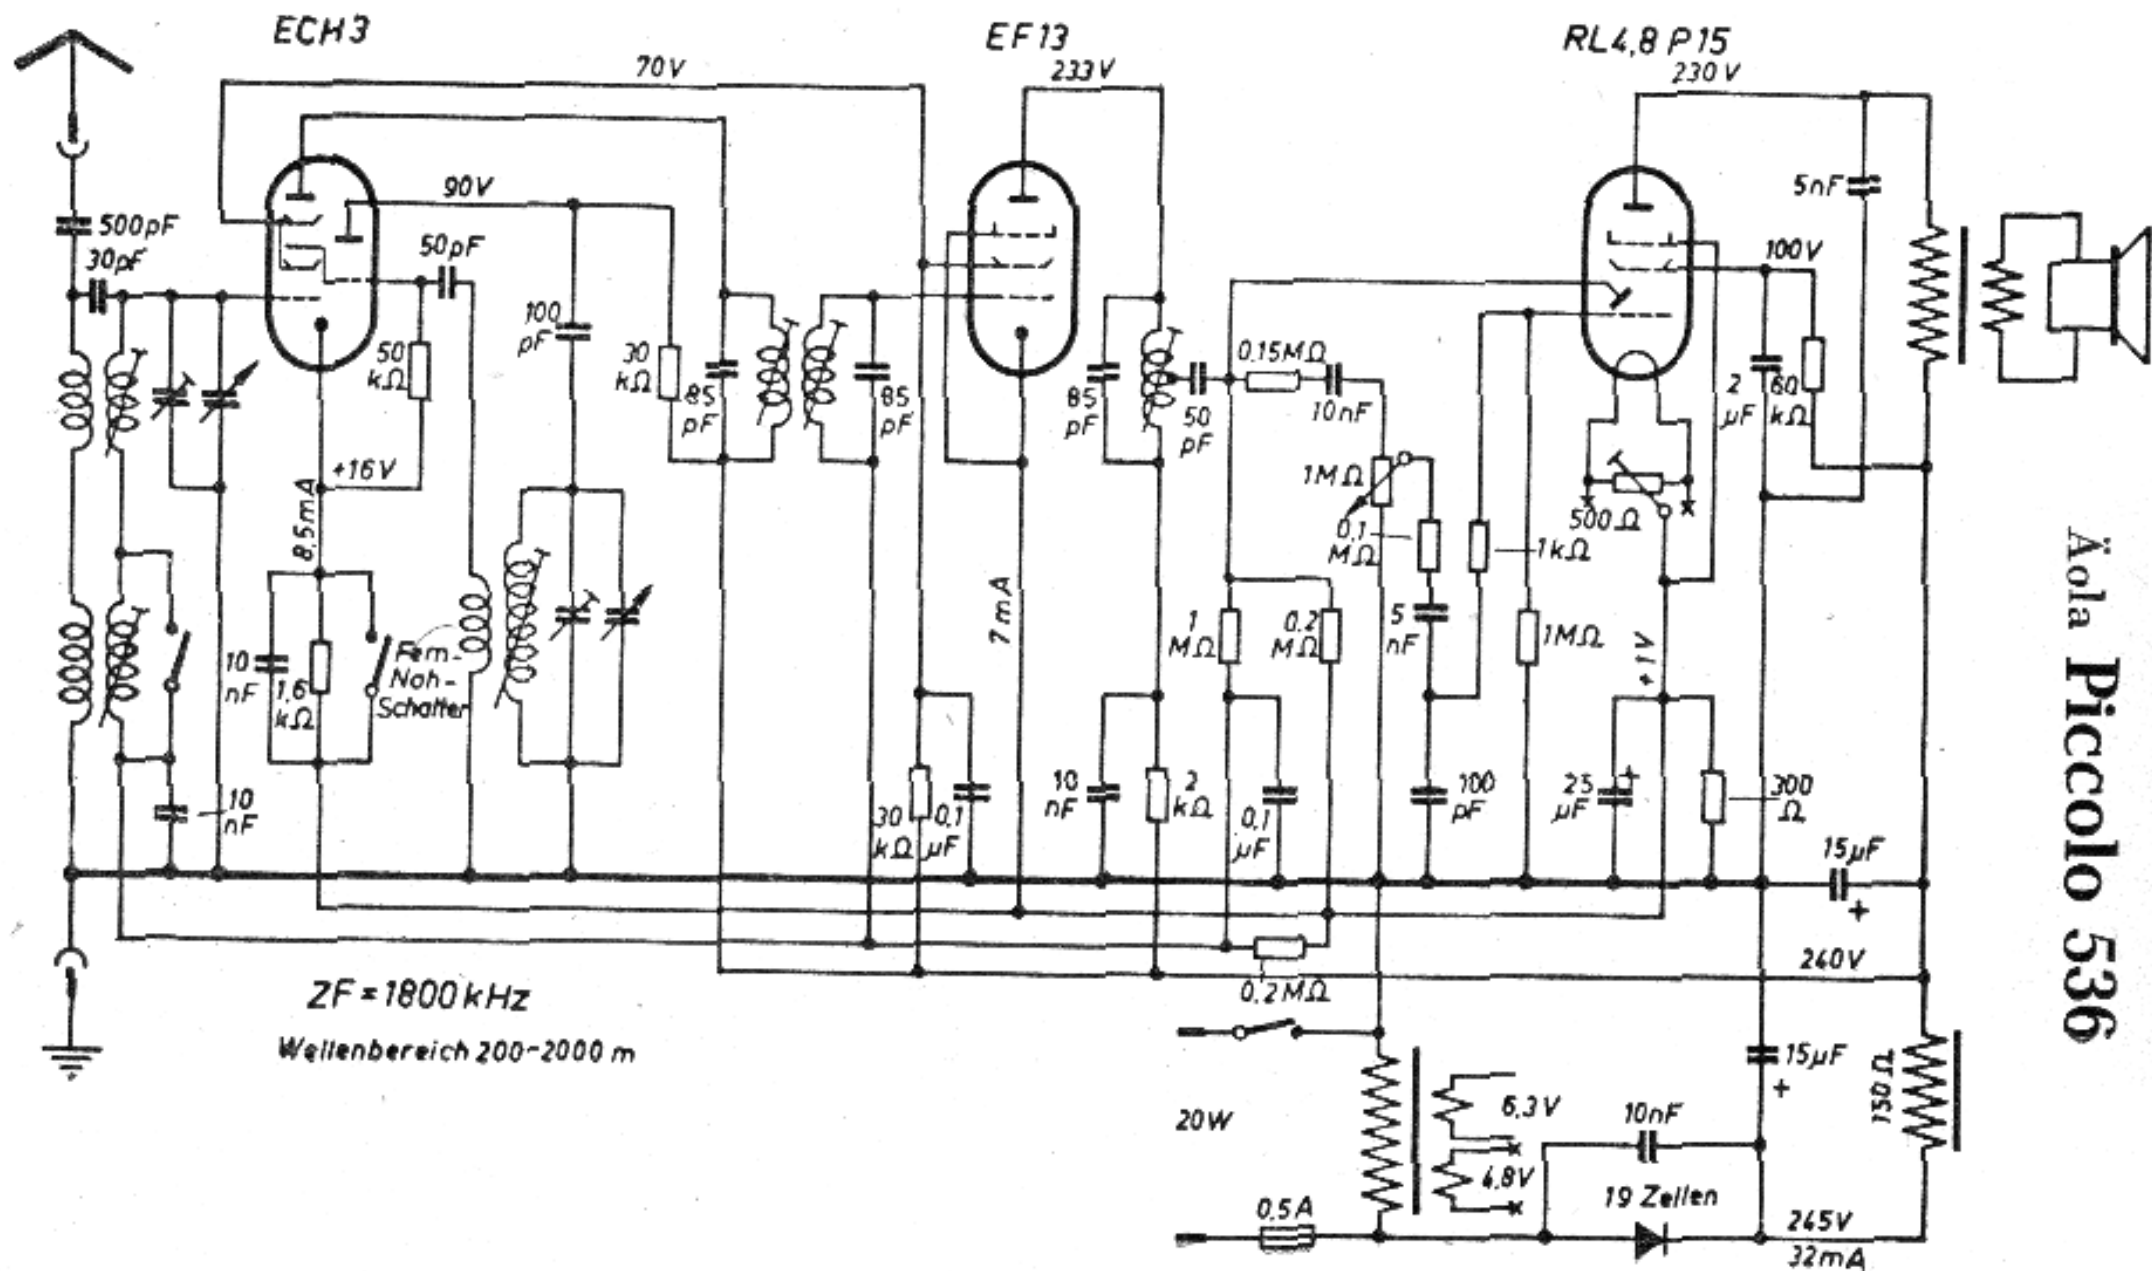 ECH3
EF13
RL4,8 P15
70V
233V
230V
90V
500pF
30pF
50pF
100
pF
50
kΩ
30
kΩ
85
pF
85
pF
85
pF
50
pF
0,15MΩ
10nF
5nF
100V
2
µF
60
kΩ
+16V
8,5mA
1MΩ
0,1
MΩ
500Ω
1kΩ
10
nF
1,6
kΩ
Fern-
Nah-
Schalter
7mA
1
MΩ
0,2
MΩ
5
nF
1MΩ
+1V
10
nF
30
kΩ
0,1
µF
10
nF
2
kΩ
0,1
µF
100
pF
25
µF
+
300
Ω
15µF
+
240V
0,2MΩ
ZF=1800kHz
Wellenbereich 200-2000 m
20W
6,3V
4,8V
10nF
15µF
+
150Ω
0,5A
19 Zellen
245V
32mA
Äola Piccolo 536